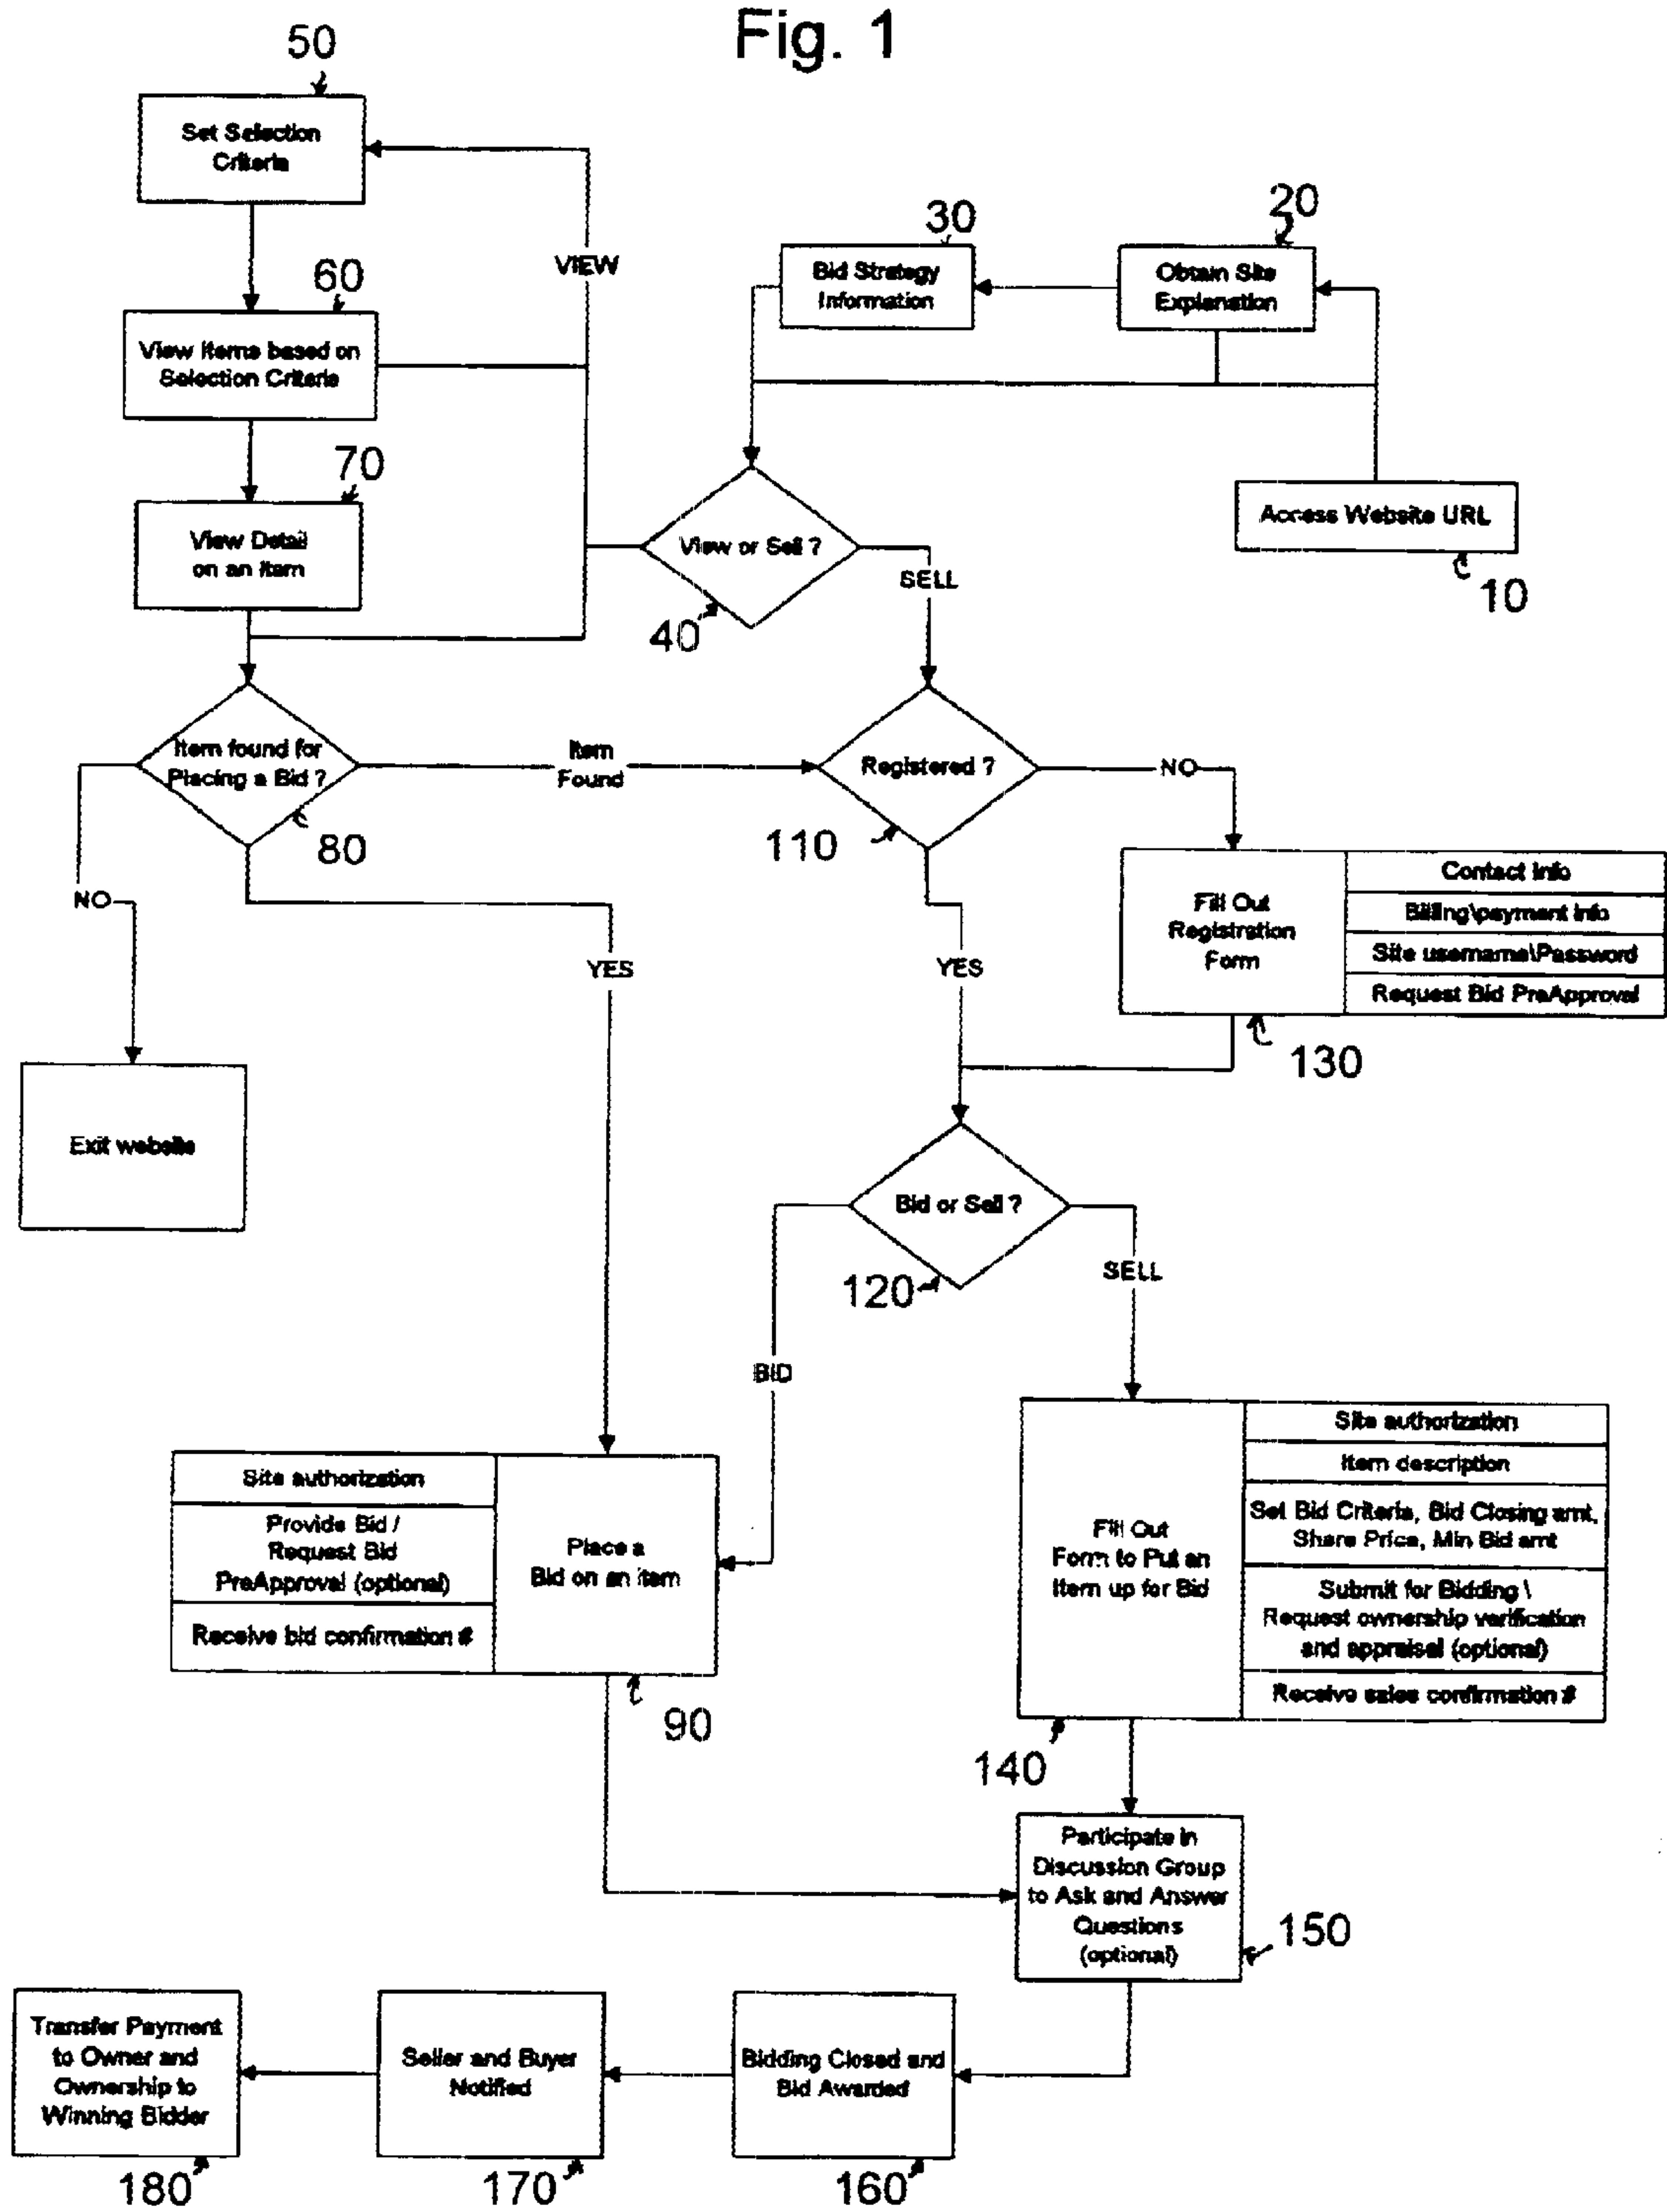 Fig. 1
50
Set Selection
Criteria
VIEW
30
Bid Strategy
Information
20
Obtain Site
Explanation
60
View Items based on
Selection Criteria
70
View Detail
on an Item
View or Sell ?
40
SELL
Access Website URL
10
Item found for
Placing a Bid ?
80
Item
Found
Registered ?
110
NO
NO
YES
YES
Fill Out
Registration
Form
Contact Info
Billing\payment info
Site username\Password
Request Bid PreApproval
130
Exit website
Bid or Sell ?
120
SELL
BID
Site authorization
Provide Bid /
Request Bid
PreApproval (optional)
Receive bid confirmation #
Place a
Bid on an item
90
Fill Out
Form to Put an
Item up for Bid
Site authorization
Item description
Set Bid Criteria, Bid Closing amt,
Share Price, Min Bid amt
Submit for Bidding \
Request ownership verification
and appraisal (optional)
Receive sales confirmation #
140
Participate in
Discussion Group
to Ask and Answer
Questions
(optional)
150
Transfer Payment
to Owner and
Ownership to
Winning Bidder
180
Seller and Buyer
Notified
170
Bidding Closed and
Bid Awarded
160